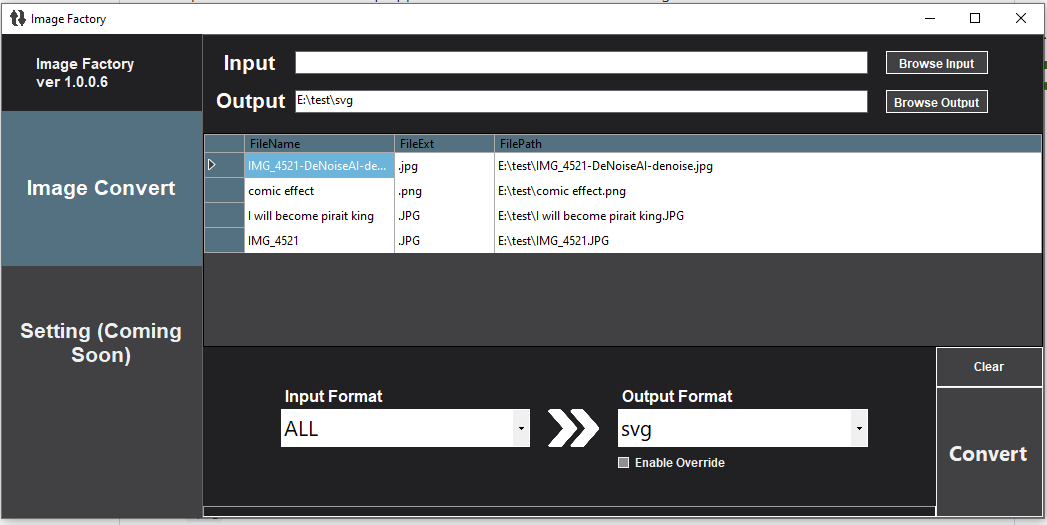 Image Factory
Image Factory
ver 1.0.0.6
Input
Browse Input
Output
E:\test\svg
Browse Output
Image Convert
Setting (Coming
Soon)
FileName FileExt FilePath
IMG_4521-DeNoiseAI-de... .jpg E:\test\IMG_4521-DeNoiseAI-denoise.jpg
comic effect .png E:\test\comic effect.png
I will become pirait king .JPG E:\test\I will become pirait king.JPG
IMG_4521 .JPG E:\test\IMG_4521.JPG
Input Format
ALL
Output Format
svg
Enable Override
Clear
Convert